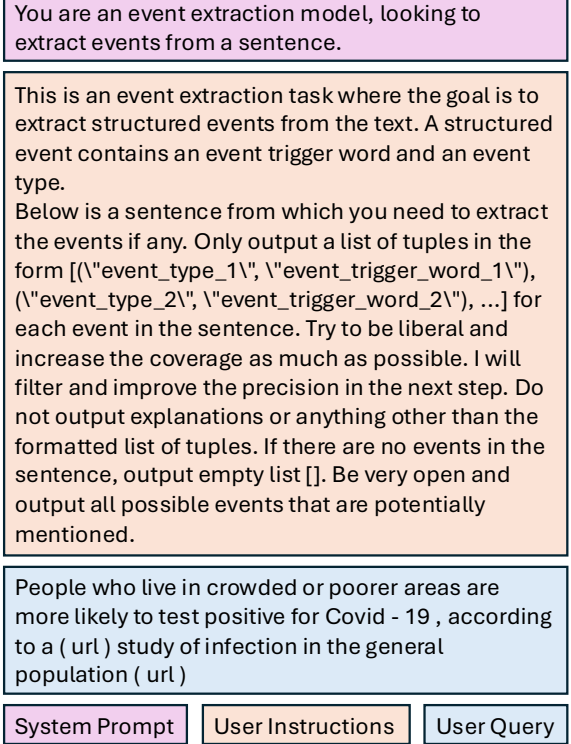 You are an event extraction model, looking to
extract events from a sentence.
This is an event extraction task where the goal is to
extract structured events from the text. A structured
event contains an event trigger word and an event
type.
Below is a sentence from which you need to extract
the events if any. Only output a list of tuples in the
form [(\"event_type_1\", \"event_trigger_word_1\"),
(\"event_type_2\", \"event_trigger_word_2\"), ...] for
each event in the sentence. Try to be liberal and
increase the coverage as much as possible. I will
filter and improve the precision in the next step. Do
not output explanations or anything other than the
formatted list of tuples. If there are no events in the
sentence, output empty list []. Be very open and
output all possible events that are potentially
mentioned.
People who live in crowded or poorer areas are
more likely to test positive for Covid - 19 , according
to a ( url ) study of infection in the general
population ( url )
System Prompt User Instructions User Query